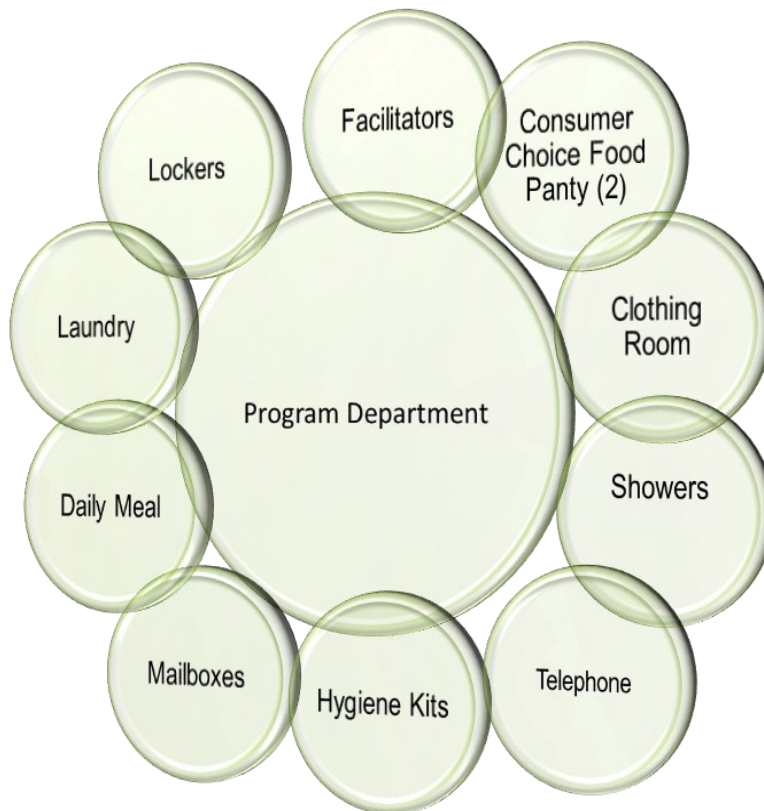 Facilitators
Consumer
Choice Food
Panty (2)
Lockers
Clothing
Room
Laundry
Program Department
Showers
Daily Meal
Mailboxes
Telephone
Hygiene Kits